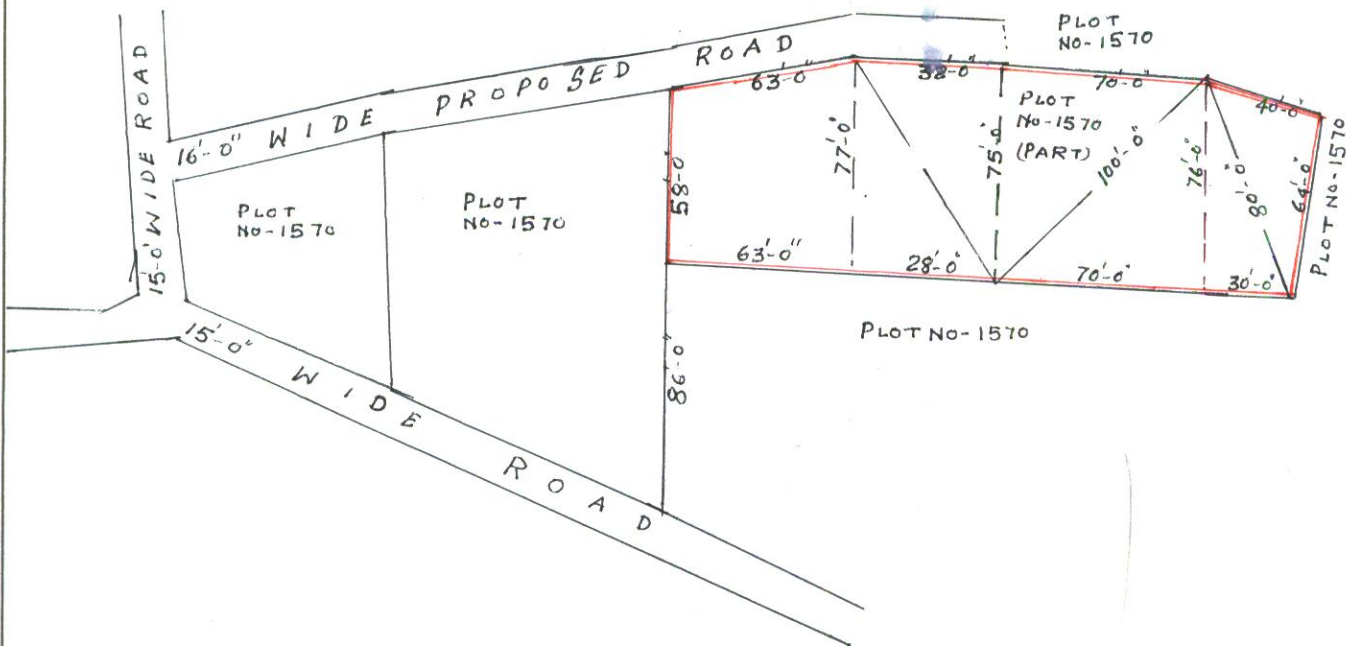 15'-0" WIDE ROAD
16'-0" WIDE PROPOSED ROAD
PLOT
NO-1570
63'-0"
38'-0"
70'-0"
40'-0"
PLOT
NO-1570
PLOT
NO-1570
58-0
77'-0"
75'-0"
PLOT
NO-1570
(PART)
100'-0"
76'-0"
80'-0"
64'-0"
PLOT NO-1570
63'-0"
28'-0"
70'-0"
30'-0"
PLOT NO-1570
86'-0"
15'-0" WIDE ROAD